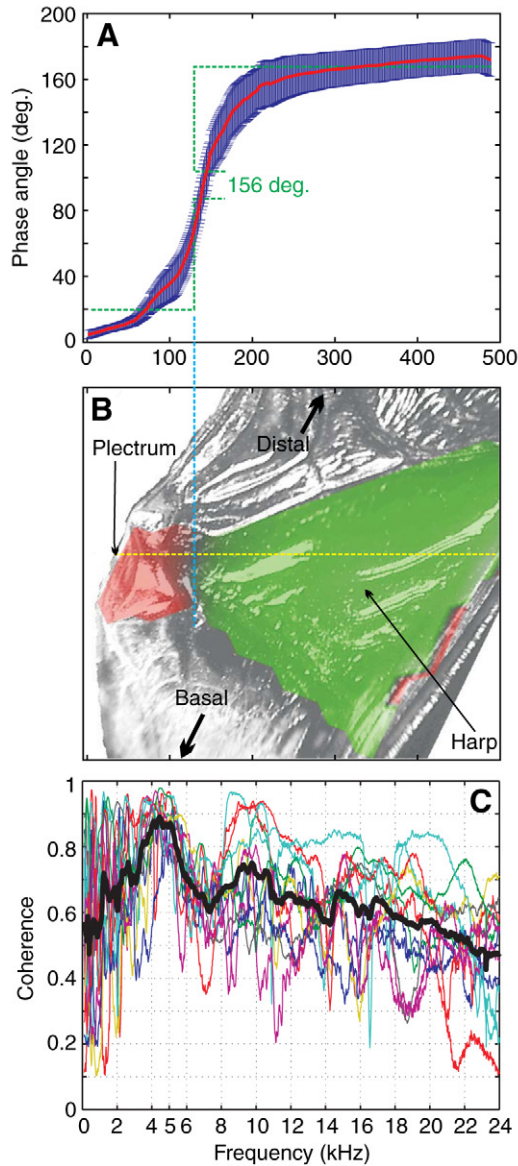 A
200
160
120
80
40
0
Phase angle (deg.)
156 deg.
0 100 200 300 400 500
B
Plectrum
Distal
Basal
Harp
C
1
0.8
0.6
0.4
0.2
0
Coherence
0 2 4 5 6 8 10 12 14 16 18 20 22 24
Frequency (kHz)